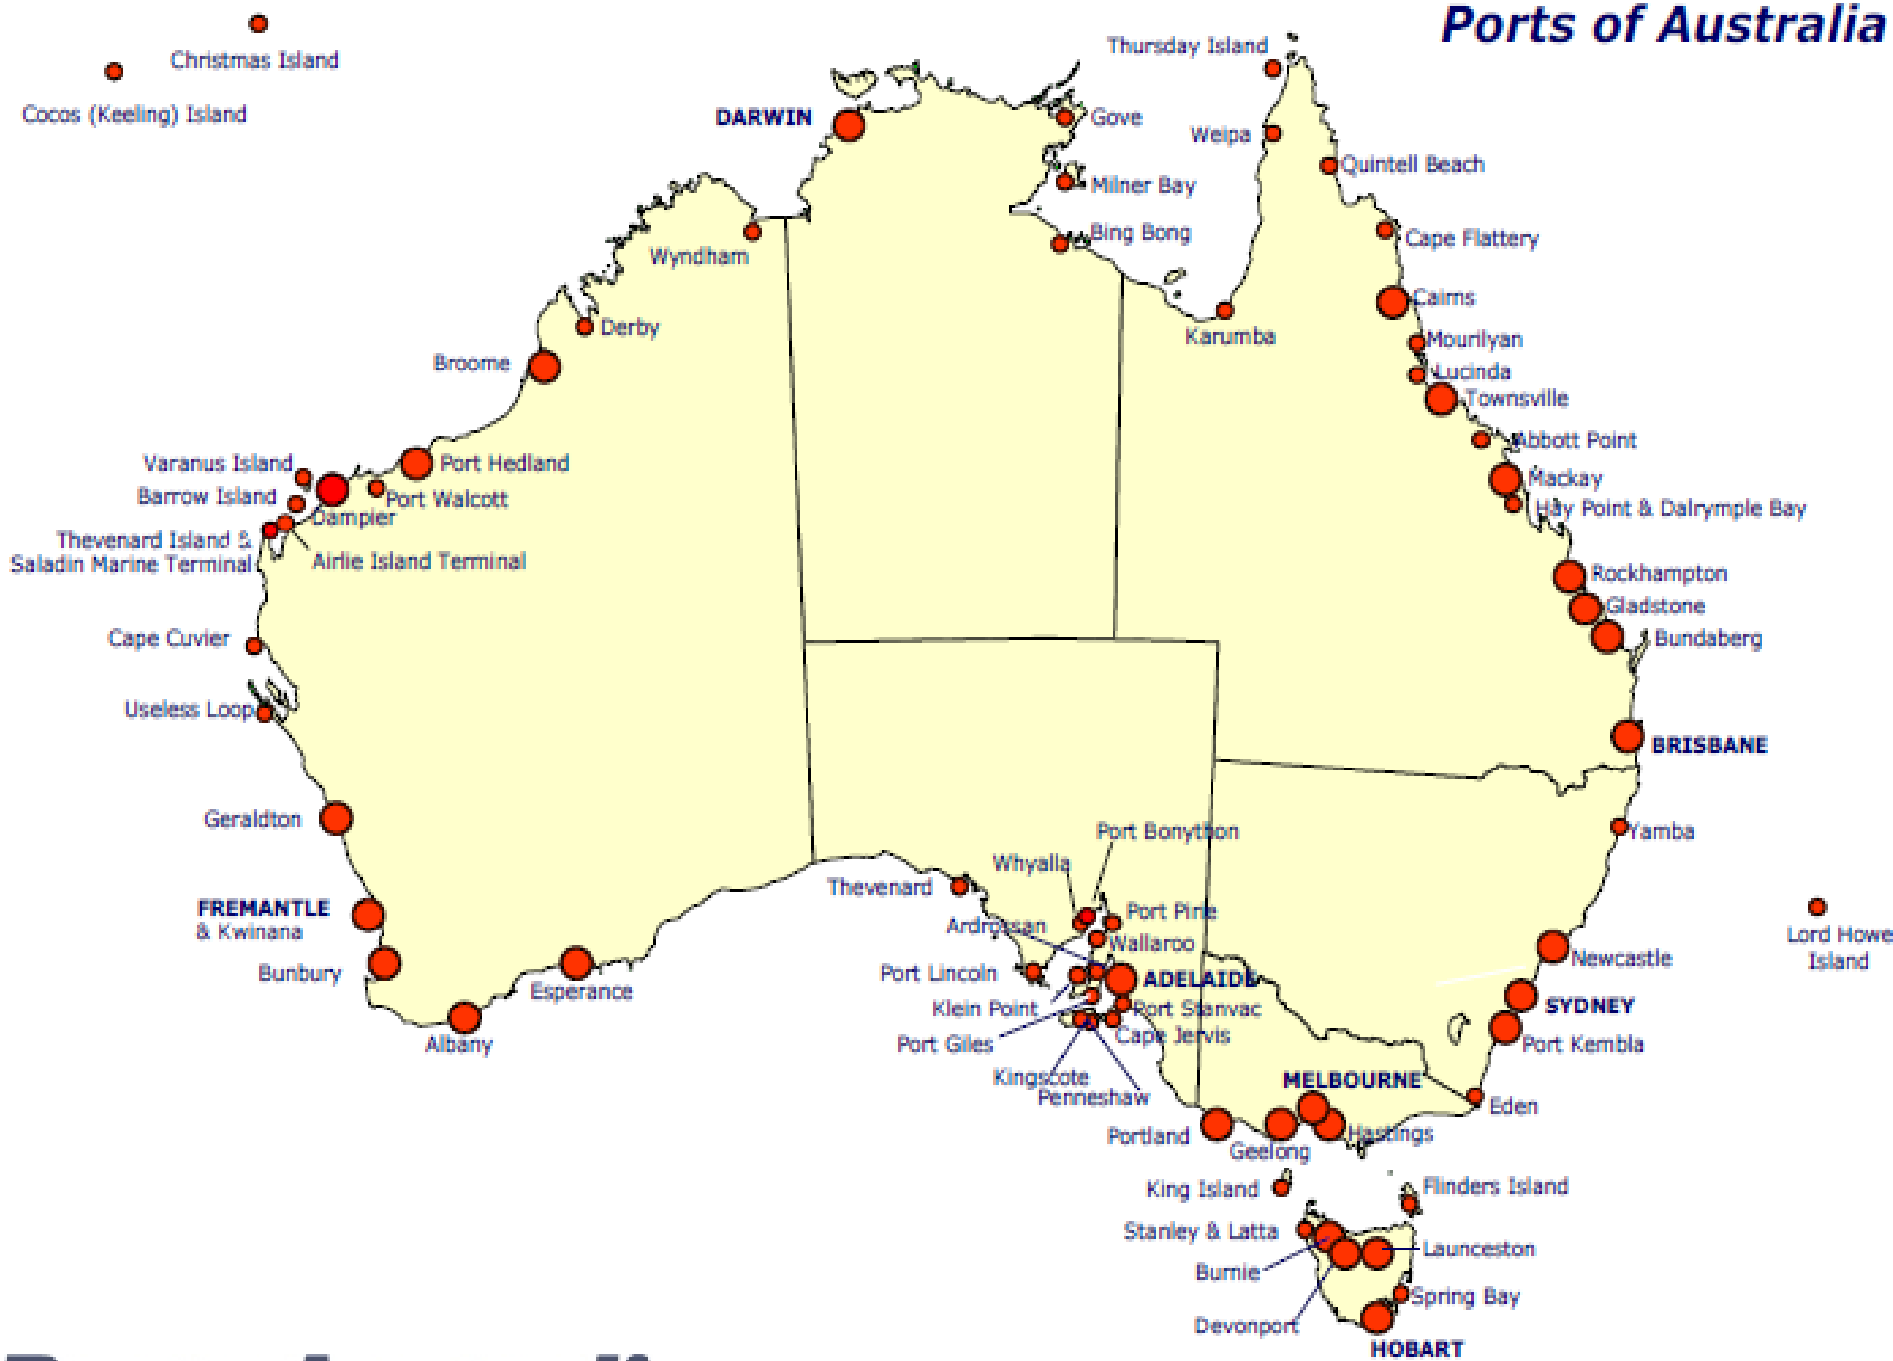 Ports of Australia
Christmas Island
Cocos (Keeling) Island
Thursday Island
DARWIN
Gove
Weipa
Quintell Beach
Milner Bay
Bing Bong
Cape Flattery
Wyndham
Cairns
Derby
Karumba
Mourilyan
Broome
Lucinda
Townsville
Abbott Point
Varanus Island
Port Hedland
Mackay
Barrow Island
Port Walcott
Hay Point & Dalrymple Bay
Dampier
Thevenard Island &
Saladin Marine Terminal
Airlie Island Terminal
Rockhampton
Gladstone
Cape Cuvier
Bundaberg
Useless Loop
BRISBANE
Geraldton
Port Bonython
Yamba
Whyalla
Thevenard
FREMANTLE
& Kwinana
Port Pirie
Ardrossan
Wallaroo
Lord Howe
Island
Newcastle
Bunbury
Port Lincoln
ADELAIDE
Esperance
Klein Point
Port Stanvac
SYDNEY
Albany
Port Giles
Cape Jervis
Port Kembla
Kingscote
Penneshaw
MELBOURNE
Eden
Portland
Geelong
Hastings
King Island
Flinders Island
Stanley & Latta
Launceston
Burnie
Spring Bay
Devonport
HOBART